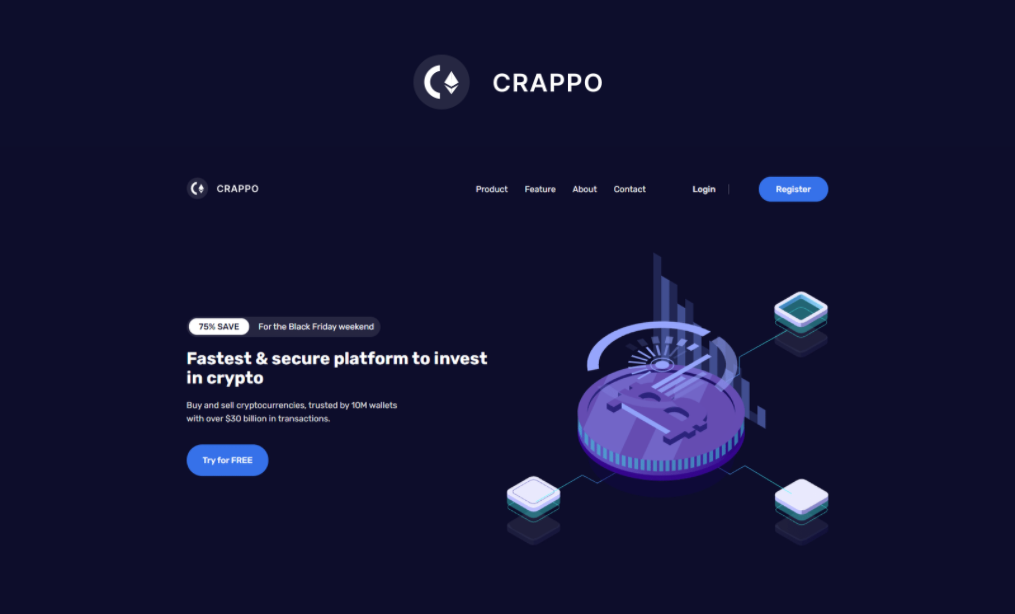 CRAPPO
CRAPPO
Product Feature About Contact Login Register
75% SAVE For the Black Friday weekend
Fastest & secure platform to invest
in crypto
Buy and sell cryptocurrencies, trusted by 10M wallets
with over $30 billion in transactions.
Try for FREE